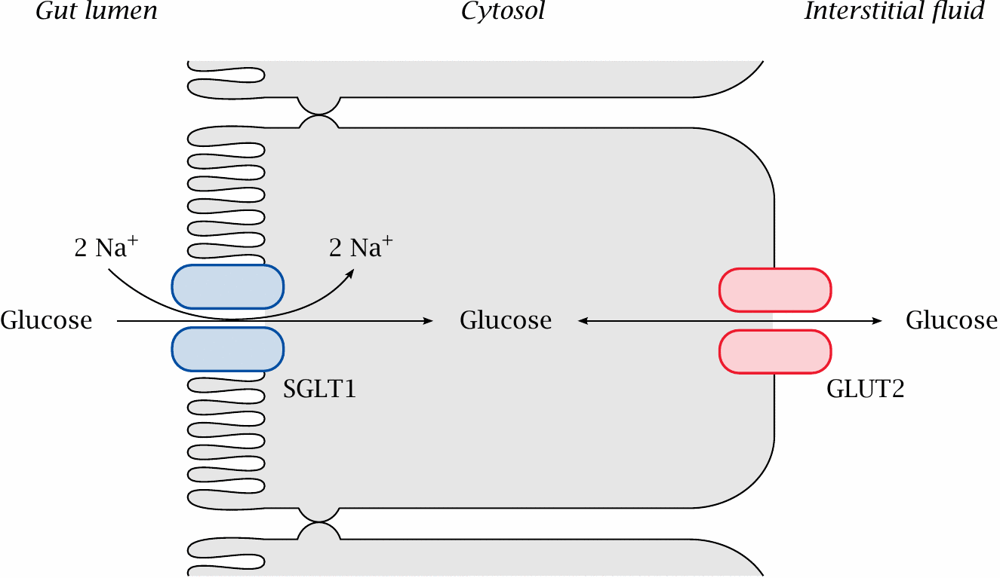 Gut lumen
Cytosol
Interstitial fluid
2 Na+
2 Na+
Glucose
Glucose
Glucose
SGLT1
GLUT2